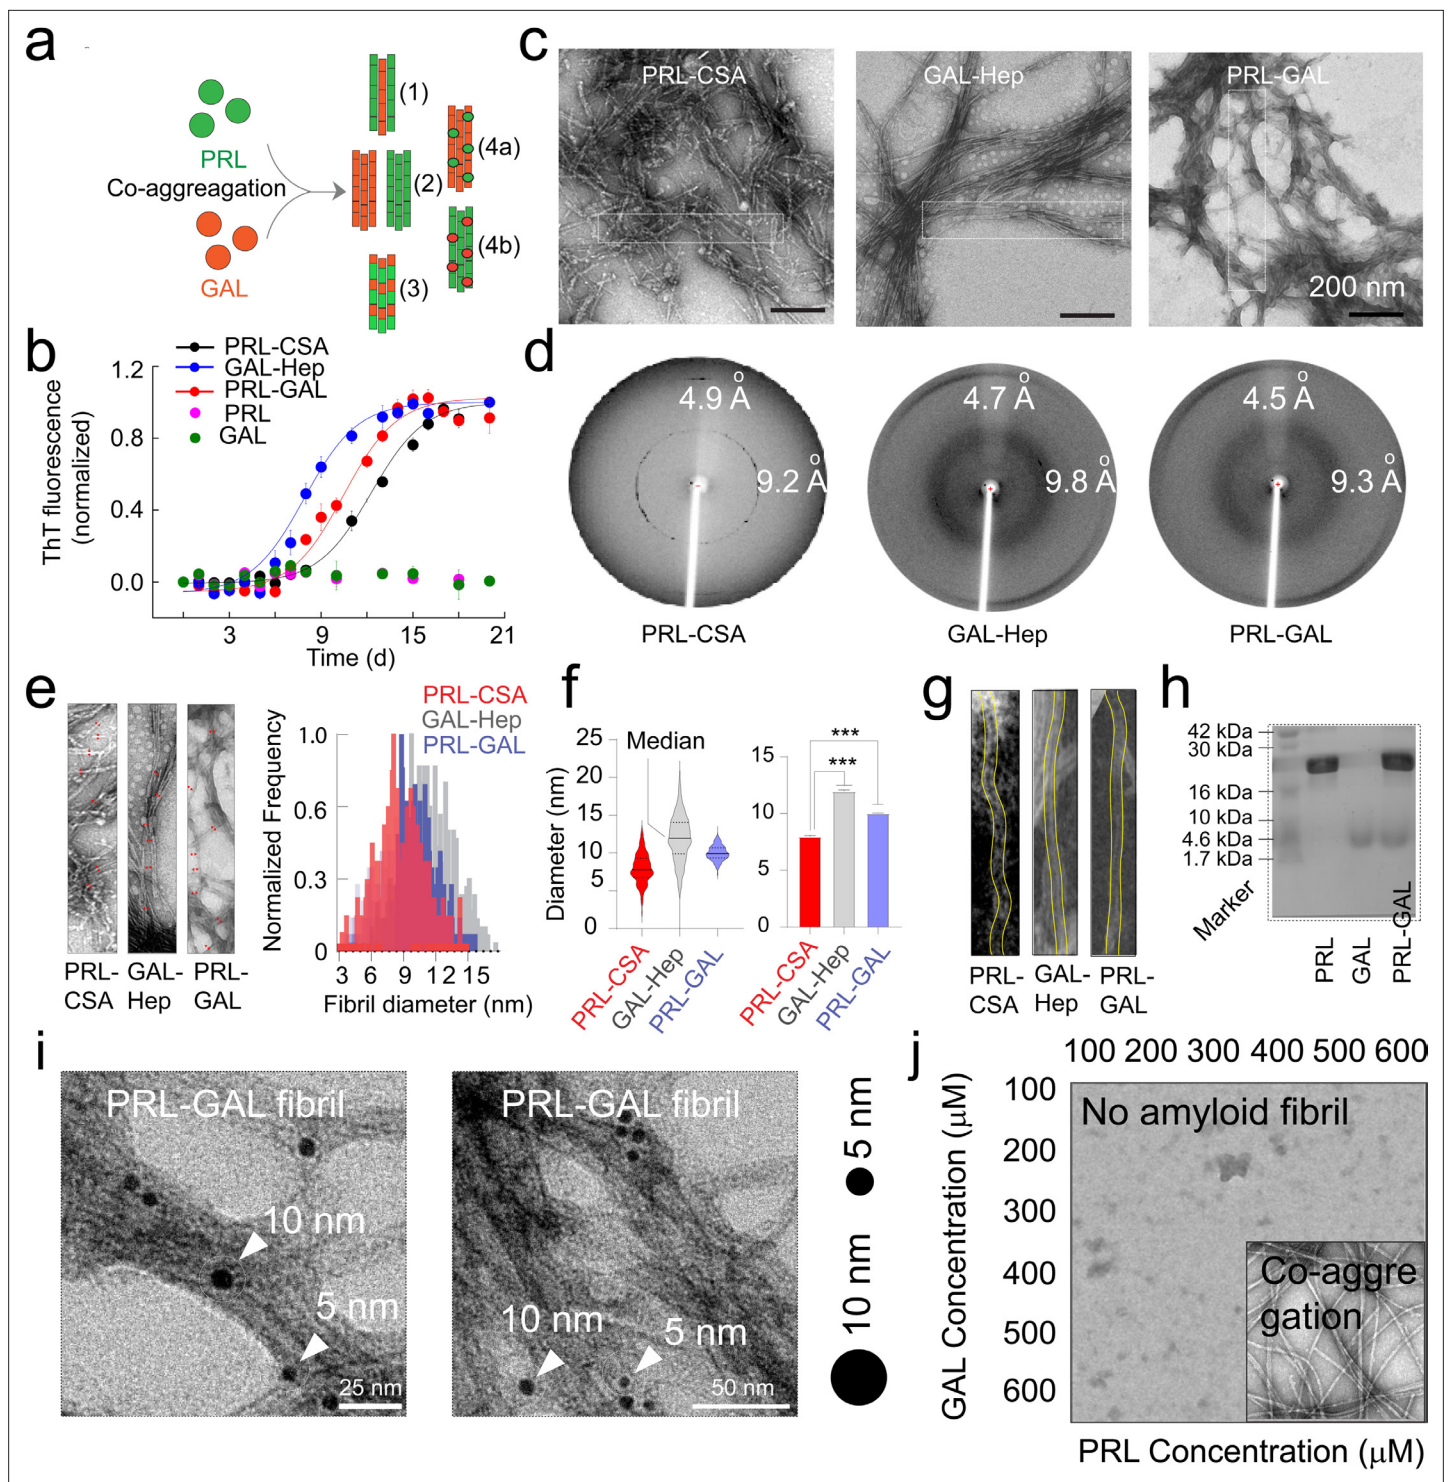 a
PRL
Co-aggreagation
GAL
(1)
(2)
(3)
(4a)
(4b)
c
PRL-CSA
GAL-Hep
PRL-GAL
200 nm
b
PRL-CSA
GAL-Hep
PRL-GAL
PRL
GAL
ThT fluorescence
(normalized)
1.2
0.8
0.4
0.0
3 9 15 21
Time (d)
d
4.9 Å
9.2 Å
PRL-CSA
4.7 Å
9.8 Å
GAL-Hep
4.5 Å
9.3 Å
PRL-GAL
e
PRL-
CSA
GAL-
Hep
PRL-
GAL
PRL-CSA
GAL-Hep
PRL-GAL
Normalized Frequency
1.0
0.6
0.3
0
3 6 9 12 15
Fibril diameter (nm)
f
Median
Diameter (nm)
25
20
15
10
5
0
PRL-CSA
GAL-Hep
PRL-GAL
***
***
15
10
5
0
PRL-CSA
GAL-Hep
PRL-GAL
g
PRL-
CSA
GAL-
Hep
PRL-
GAL
h
42 kDa
30 kDa
16 kDa
10 kDa
4.6 kDa
1.7 kDa
Marker
PRL
GAL
PRL-GAL
i
PRL-GAL fibril
10 nm
5 nm
25 nm
PRL-GAL fibril
10 nm
5 nm
50 nm
5 nm
10 nm
j
100 200 300 400 500 600
GAL Concentration (µM)
100
200
300
400
500
600
No amyloid fibril
Co-aggre
gation
PRL Concentration (µM)